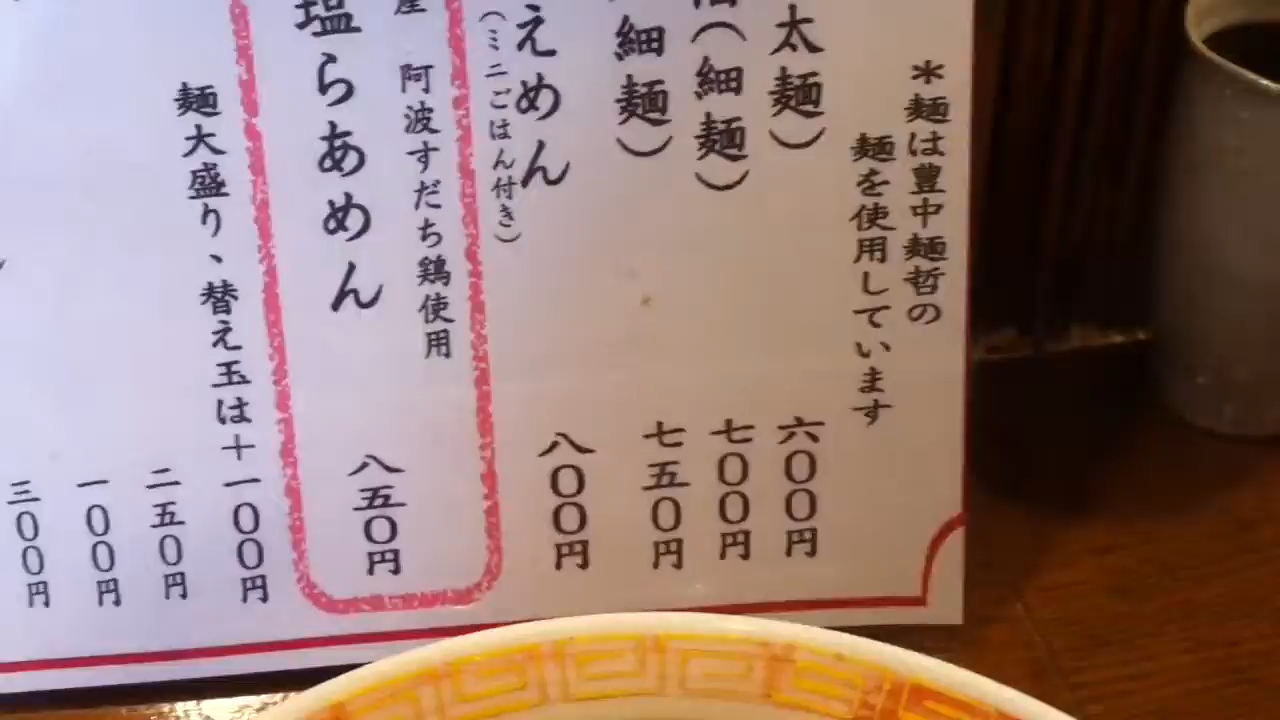 ＊麺は豊中麺哲の
麺を使用しています
太麺）
六〇〇円
（細麺）
七〇〇円
細麺）
七五〇円
えめん
（ミニごはん付き）
八〇〇円
阿波すだち鶏使用
塩らあめん
八五〇円
麺大盛り、替え玉は＋一〇〇円
二五〇円
一〇〇円
三〇〇円